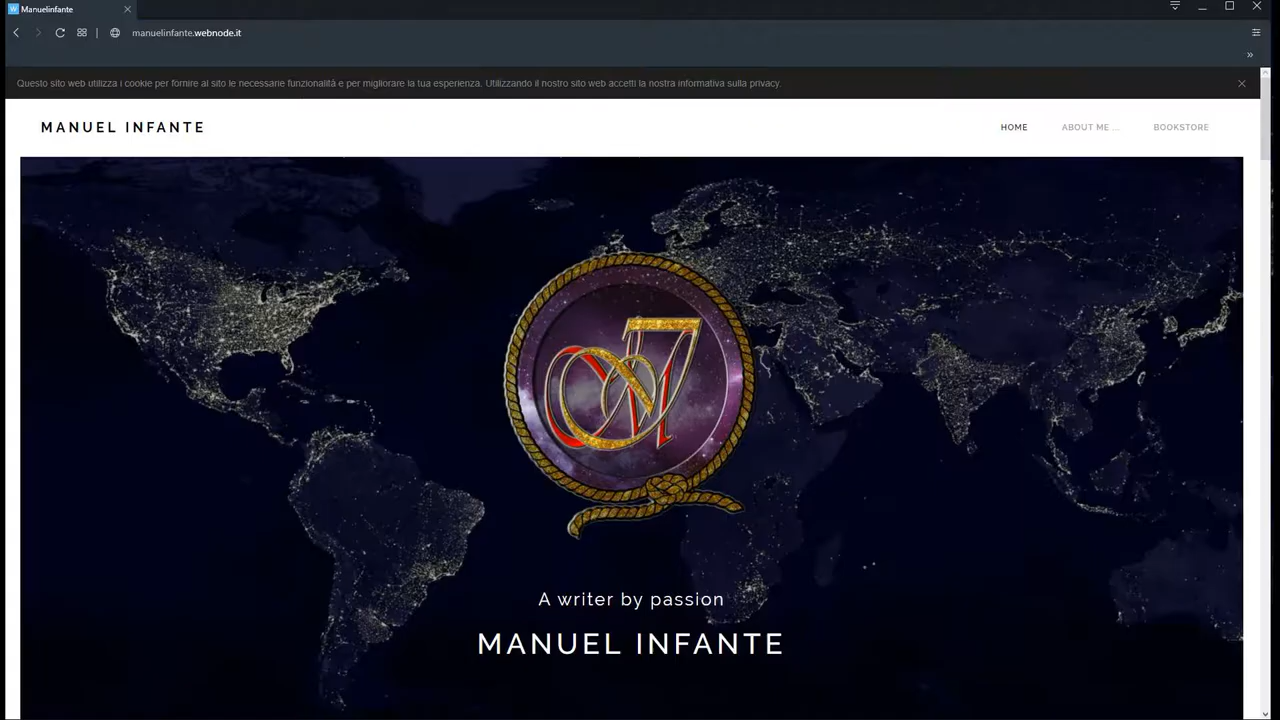 Manuelinfante
manuelinfante.webnode.it
Questo sito web utilizza i cookie per fornire al sito le necessarie funzionalità e per migliorare la tua esperienza. Utilizzando il nostro sito web accetti la nostra informativa sulla privacy.
MANUEL INFANTE
HOME
ABOUT ME ...
BOOKSTORE
A writer by passion
MANUEL INFANTE